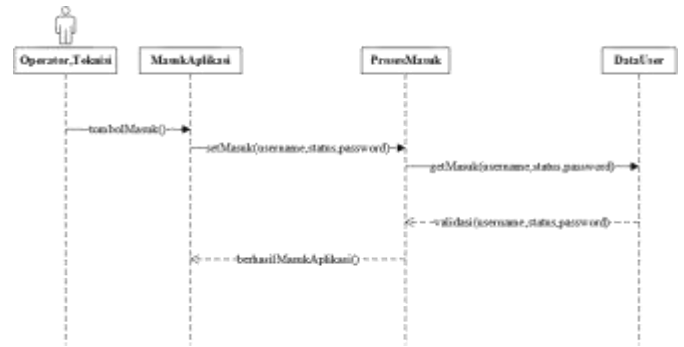 Operator,Teknisi
MasukAplikasi
ProsesMasuk
DataUser
tombolMasuk()
setMasuk(username,status,password)
getMasuk(username,status,password)
validasi(username,status,password)
berhasilMasukAplikasi()